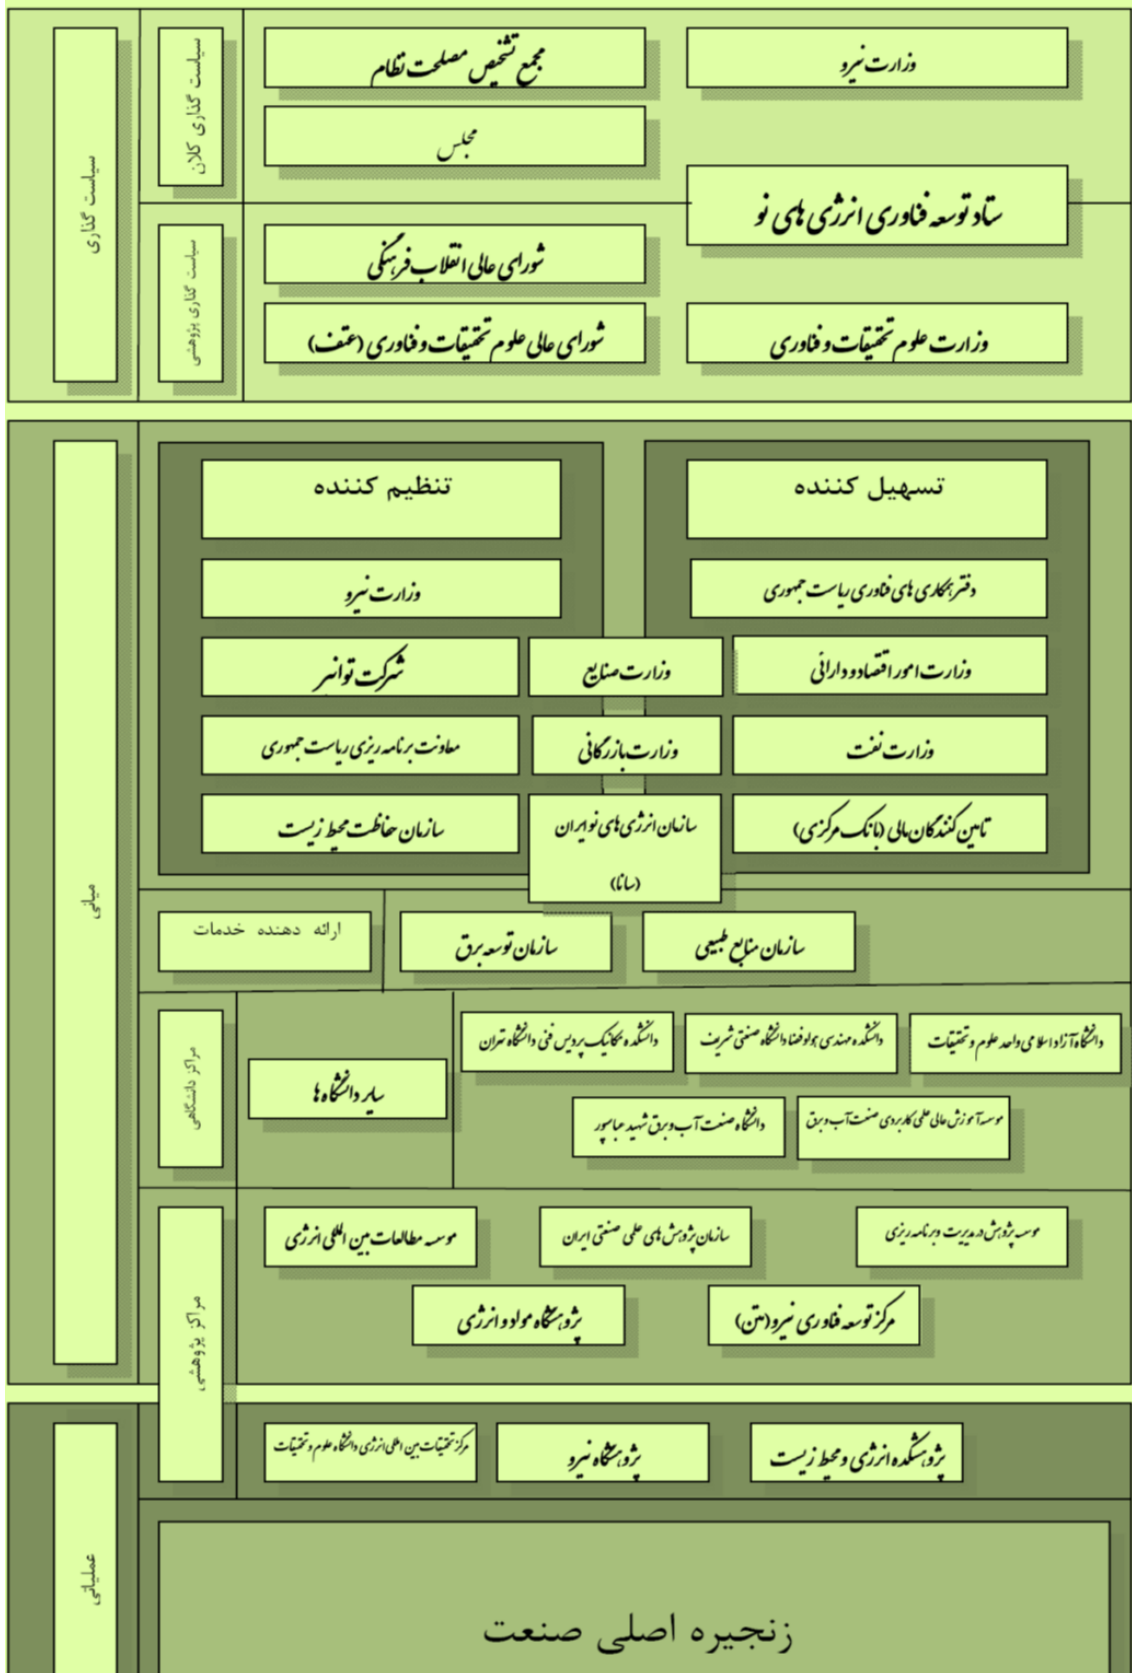 سیاست گذاری
سیاست گذاری کلان
وزارت نیرو
مجمع تشخیص مصلحت نظام
مجلس
ستاد توسعه فناوری انرژی های نو
سیاست گذاری پژوهشی
شورای عالی انقلاب فرهنگی
وزارت علوم تحقیقات و فناوری
شورای عالی علوم تحقیقات و فناوری (عتف)
میانی
تسهیل کننده
تنظیم کننده
دفتر همکاری های فناوری ریاست جمهوری
وزارت نیرو
وزارت امور اقتصاد و دارائی
وزارت صنایع
شرکت توانیر
وزارت نفت
وزارت بازرگانی
معاونت برنامه ریزی ریاست جمهوری
تامین کنندگان مالی (بانک مرکزی)
سازمان انرژی های نو ایران
(سانا)
سازمان حفاظت محیط زیست
سازمان منابع طبیعی
سازمان توسعه برق
ارائه دهنده خدمات
مراکز دانشگاهی
دانشگاه آزاد اسلامی واحد علوم و تحقیقات
دانشکده مهندسی هوا و فضا دانشگاه صنعتی شریف
دانشکده مکانیک پردیس فنی دانشگاه تهران
سایر دانشگاه ها
موسسه آموزش عالی علمی کاربردی صنعت آب و برق
دانشگاه صنعت آب و برق شهید عباسپور
مراکز پژوهشی
موسسه پژوهش در مدیریت و برنامه ریزی
سازمان پژوهش های علمی صنعتی ایران
موسسه مطالعات بین المللی انرژی
مرکز توسعه فناوری نیرو (متن)
پژوهشگاه مواد و انرژی
پژوهشکده انرژی و محیط زیست
پژوهشگاه نیرو
مرکز تحقیقات بین المللی انرژی دانشگاه علوم و تحقیقات
عملیاتی
زنجیره اصلی صنعت